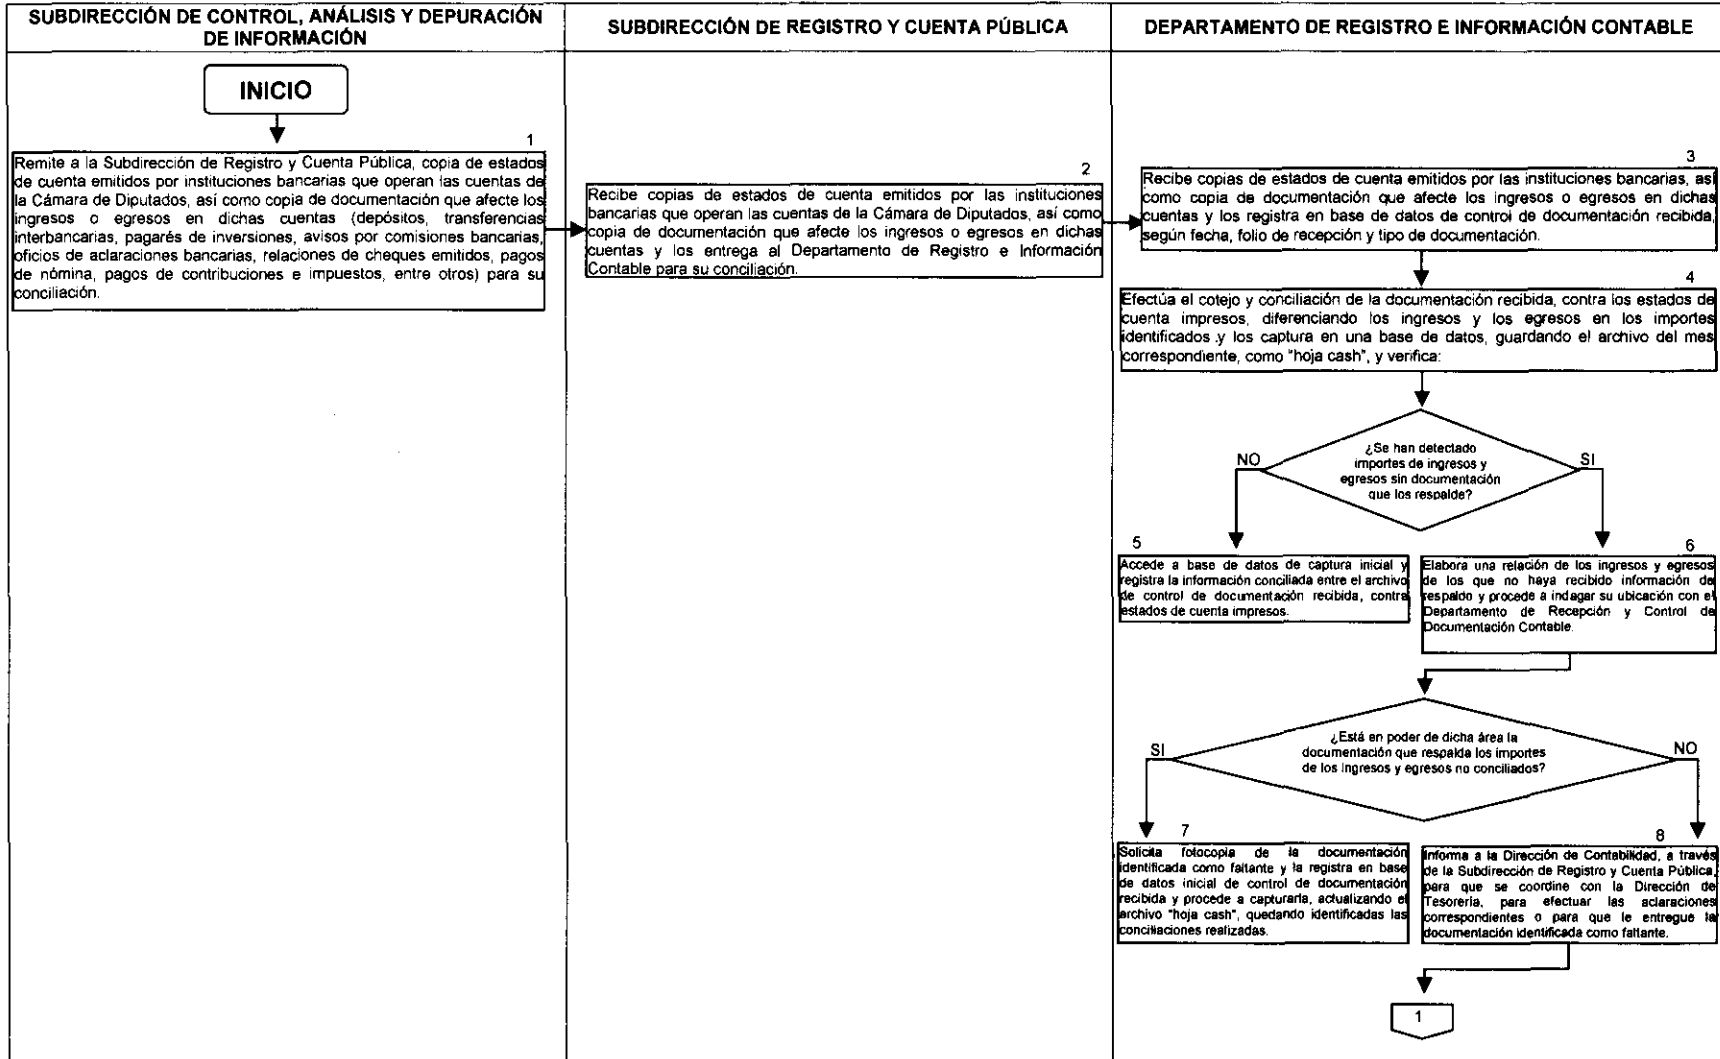 SUBDIRECCIÓN DE CONTROL, ANÁLISIS Y DEPURACIÓN
DE INFORMACIÓN
SUBDIRECCIÓN DE REGISTRO Y CUENTA PÚBLICA
DEPARTAMENTO DE REGISTRO E INFORMACIÓN CONTABLE
INICIO
1
Remite a la Subdirección de Registro y Cuenta Pública, copia de estados
de cuenta emitidos por instituciones bancarias que operan las cuentas de
la Cámara de Diputados, así como copia de documentación que afecte los
ingresos o egresos en dichas cuentas (depósitos, transferencias
interbancarias, pagarés de inversiones, avisos por comisiones bancarias,
oficios de aclaraciones bancarias, relaciones de cheques emitidos, pagos
de nómina, pagos de contribuciones e impuestos, entre otros) para su
conciliación.
2
Recibe copias de estados de cuenta emitidos por las instituciones
bancarias que operan las cuentas de la Cámara de Diputados, así como
copia de documentación que afecte los ingresos o egresos en dichas
cuentas y los entrega al Departamento de Registro e Información
Contable para su conciliación.
3
Recibe copias de estados de cuenta emitidos por las instituciones bancarias, así
como copia de documentación que afecte los ingresos o egresos en dichas
cuentas y los registra en base de datos de control de documentación recibida,
según fecha, folio de recepción y tipo de documentación.
4
Efectúa el cotejo y conciliación de la documentación recibida, contra los estados de
cuenta impresos, diferenciando los ingresos y los egresos en los importes
identificados y los captura en una base de datos, guardando el archivo del mes
correspondiente, como "hoja cash", y verifica:
¿Se han detectado
importes de ingresos y
egresos sin documentación
que los respalde?
NO
SI
5
Accede a base de datos de captura inicial y
registra la información conciliada entre el archivo
de control de documentación recibida, contra
estados de cuenta impresos.
6
Elabora una relación de los ingresos y egresos
de los que no haya recibido información de
respaldo y procede a indagar su ubicación con el
Departamento de Recepción y Control de
Documentación Contable.
¿Está en poder de dicha área la
documentación que respalda los importes
de los ingresos y egresos no conciliados?
SI
NO
7
Solicita fotocopia de la documentación
identificada como faltante y la registra en base
de datos inicial de control de documentación
recibida y procede a capturarla, actualizando el
archivo "hoja cash", quedando identificadas las
conciliaciones realizadas.
8
Informa a la Dirección de Contabilidad, a través
de la Subdirección de Registro y Cuenta Pública,
para que se coordine con la Dirección de
Tesorería, para efectuar las aclaraciones
correspondientes o para que le entregue la
documentación identificada como faltante.
1